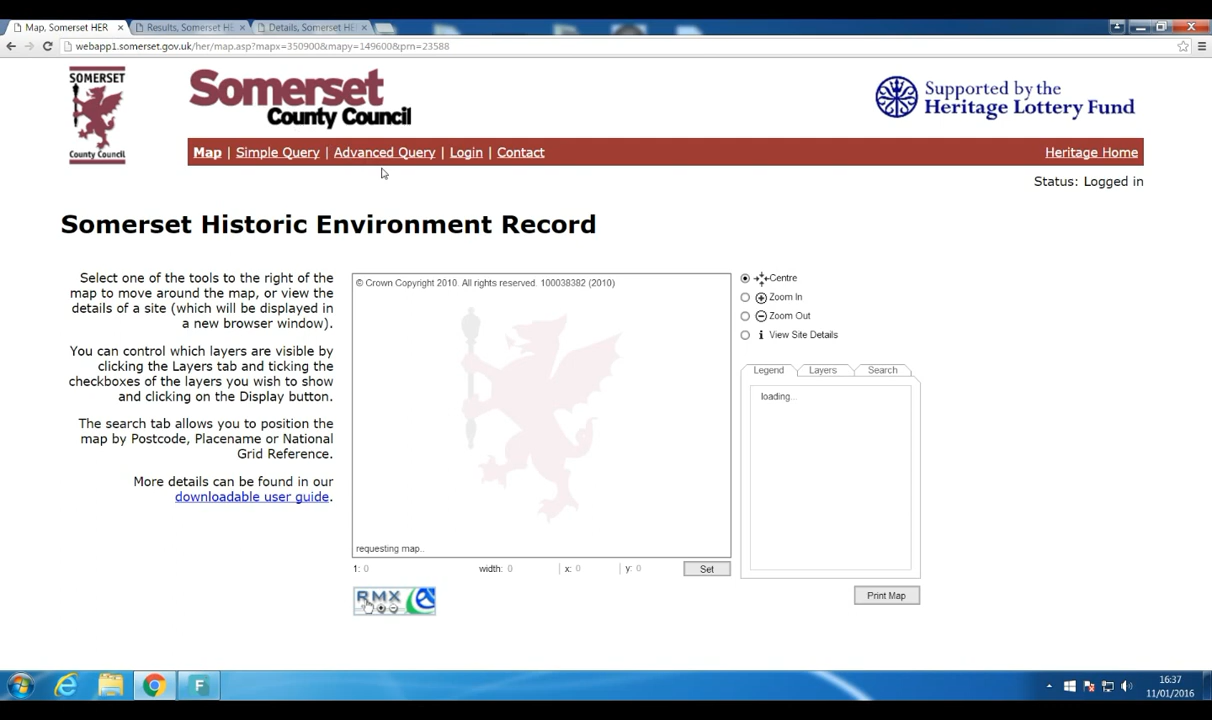 Map, Somerset HER
Results, Somerset HE
Details, Somerset HE
webapp1.somerset.gov.uk/her/map.asp?mapx=350900&mapy=149600&prn=23588
SOMERSET
County Council
Somerset
County Council
Supported by the
Heritage Lottery Fund
Map | Simple Query | Advanced Query | Login | Contact
Heritage Home
Status: Logged in
Somerset Historic Environment Record
Select one of the tools to the right of the
map to move around the map, or view the
details of a site (which will be displayed in
a new browser window).
You can control which layers are visible by
clicking the Layers tab and ticking the
checkboxes of the layers you wish to show
and clicking on the Display button.
The search tab allows you to position the
map by Postcode, Placename or National
Grid Reference.
More details can be found in our
downloadable user guide.
© Crown Copyright 2010. All rights reserved. 100038382 (2010)
requesting map..
1: 0
width: 0
x: 0
y: 0
Set
RMX
Centre
Zoom In
Zoom Out
View Site Details
Legend
Layers
Search
loading...
Print Map
16:37
11/01/2016